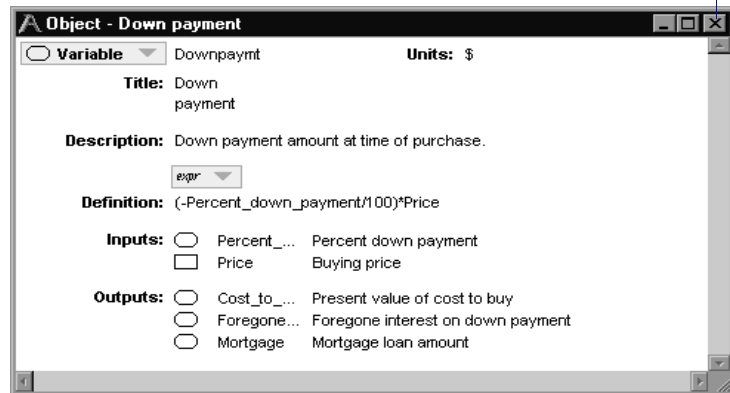 Object - Down payment
Variable Downpaymt Units: $
Title: Down
payment
Description: Down payment amount at time of purchase.
expr
Definition: (-Percent_down_payment/100)*Price
Inputs: Percent_... Percent down payment
Price Buying price
Outputs: Cost_to_... Present value of cost to buy
Foregone... Foregone interest on down payment
Mortgage Mortgage loan amount